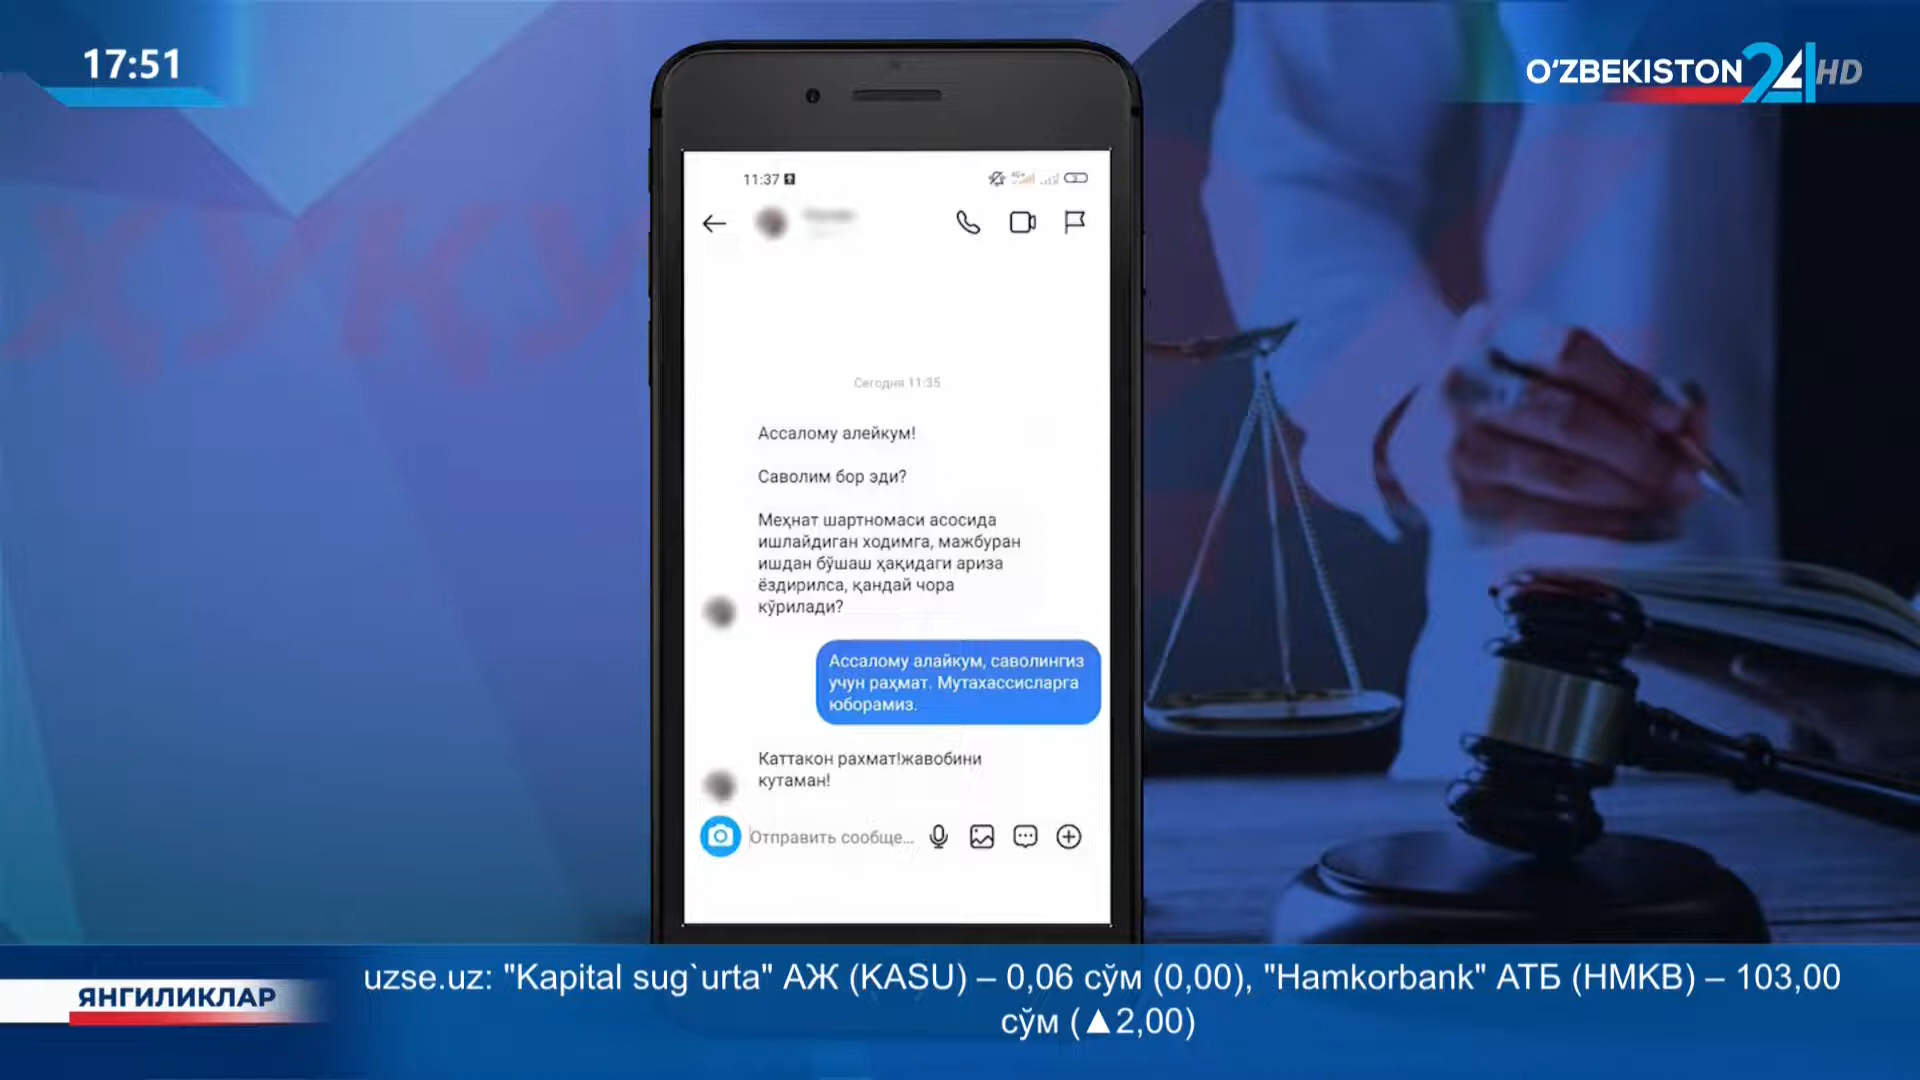 17:51
O‘ZBEKISTON 24 HD
ҲУҚУ
11:37
4G+
Сегодня 11:35
Ассалому алейкум!
Саволим бор эди?
Меҳнат шартномаси асосида
ишлайдиган ходимга, мажбуран
ишдан бўшаш ҳақидаги ариза
ёздирилса, қандай чора
кўрилади?
Ассалому алайкум, саволингиз
учун раҳмат. Мутахассисларга
юборамиз.
Каттакон рахмат!жавобини
кутаман!
Отправить сообще...
ЯНГИЛИКЛАР
uzse.uz: "Kapital sug`urta" АЖ (KASU) – 0,06 сўм (0,00), "Hamkorbank" АТБ (HMKB) – 103,00
сўм (▲2,00)